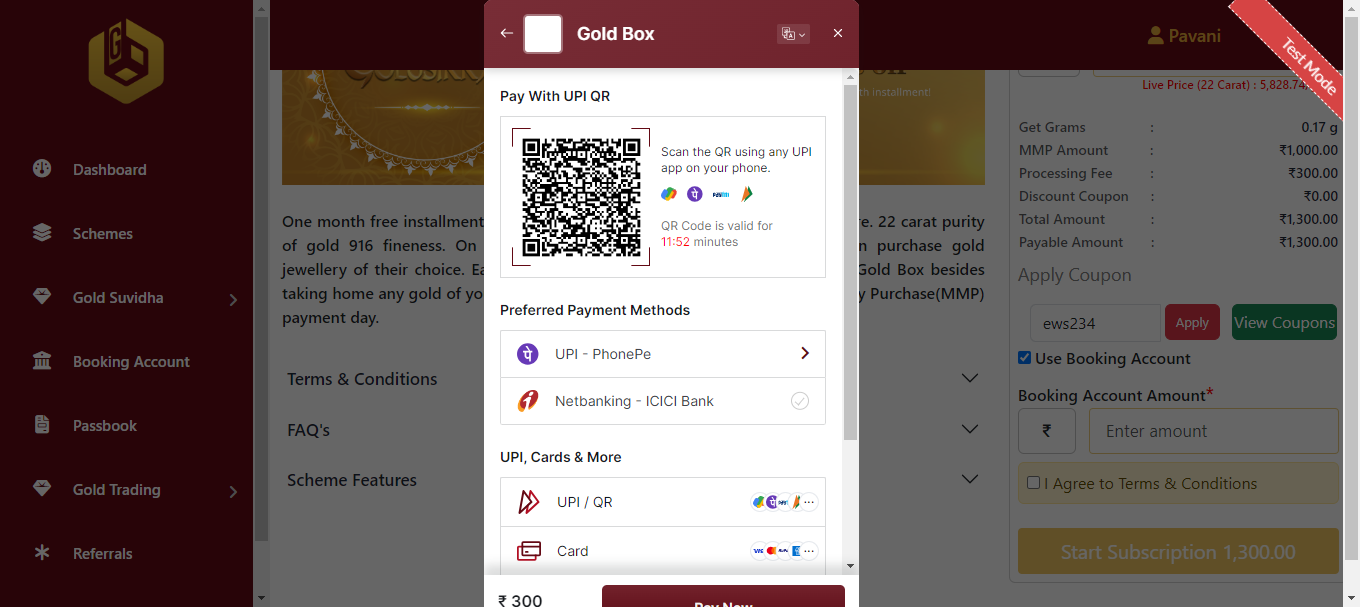 Dashboard
Schemes
Gold Suvidha
Booking Account
Passbook
Gold Trading
Referrals
Pavani
Test Mode
th installment!
One month free installment
re. 22 carat purity
of gold 916 fineness. On
n purchase gold
jewellery of their choice. Ea
Gold Box besides
taking home any gold of yo
y Purchase(MMP)
payment day.
Terms & Conditions
FAQ's
Scheme Features
Gold Box
Pay With UPI QR
Scan the QR using any UPI
app on your phone.
QR Code is valid for
11:52 minutes
Preferred Payment Methods
UPI - PhonePe
Netbanking - ICICI Bank
UPI, Cards & More
UPI / QR
Card
VISA
₹ 300
Pay Now
Live Price (22 Carat) : 5,828.74
Get Grams : 0.17 g
MMP Amount : ₹1,000.00
Processing Fee : ₹300.00
Discount Coupon : ₹0.00
Total Amount : ₹1,300.00
Payable Amount : ₹1,300.00
Apply Coupon
ews234
Apply
View Coupons
Use Booking Account
Booking Account Amount*
₹
Enter amount
I Agree to Terms & Conditions
Start Subscription 1,300.00